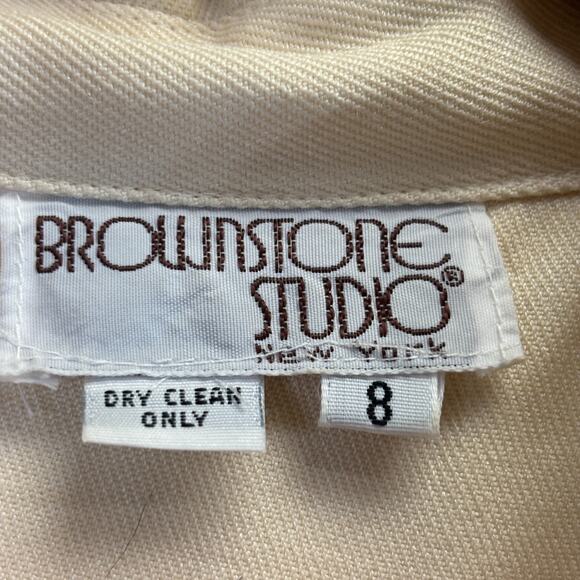 BROWNSTONE
STUDIO®
NEW YORK
DRY CLEAN
ONLY
8